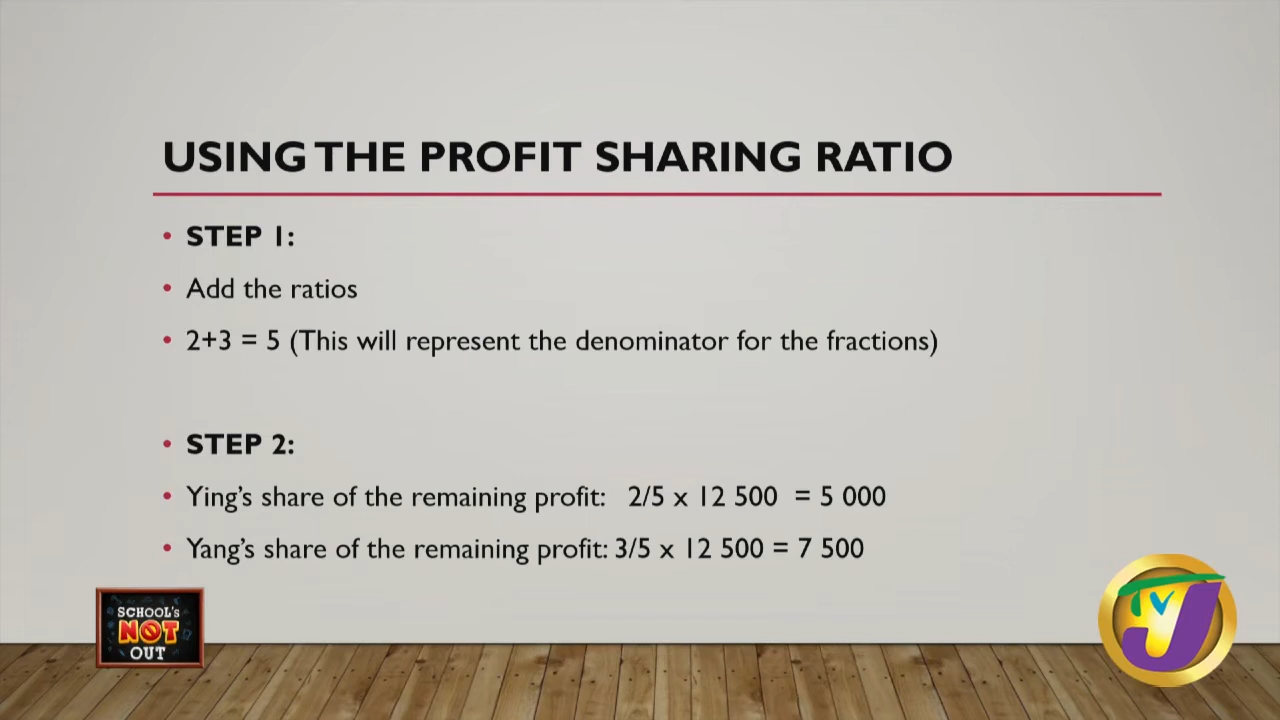 USING THE PROFIT SHARING RATIO
• STEP 1:
• Add the ratios
• 2+3 = 5 (This will represent the denominator for the fractions)
• STEP 2:
• Ying's share of the remaining profit: 2/5 x 12 500 = 5 000
• Yang's share of the remaining profit: 3/5 x 12 500 = 7 500
SCHOOL'S
NOT
OUT
TVJ